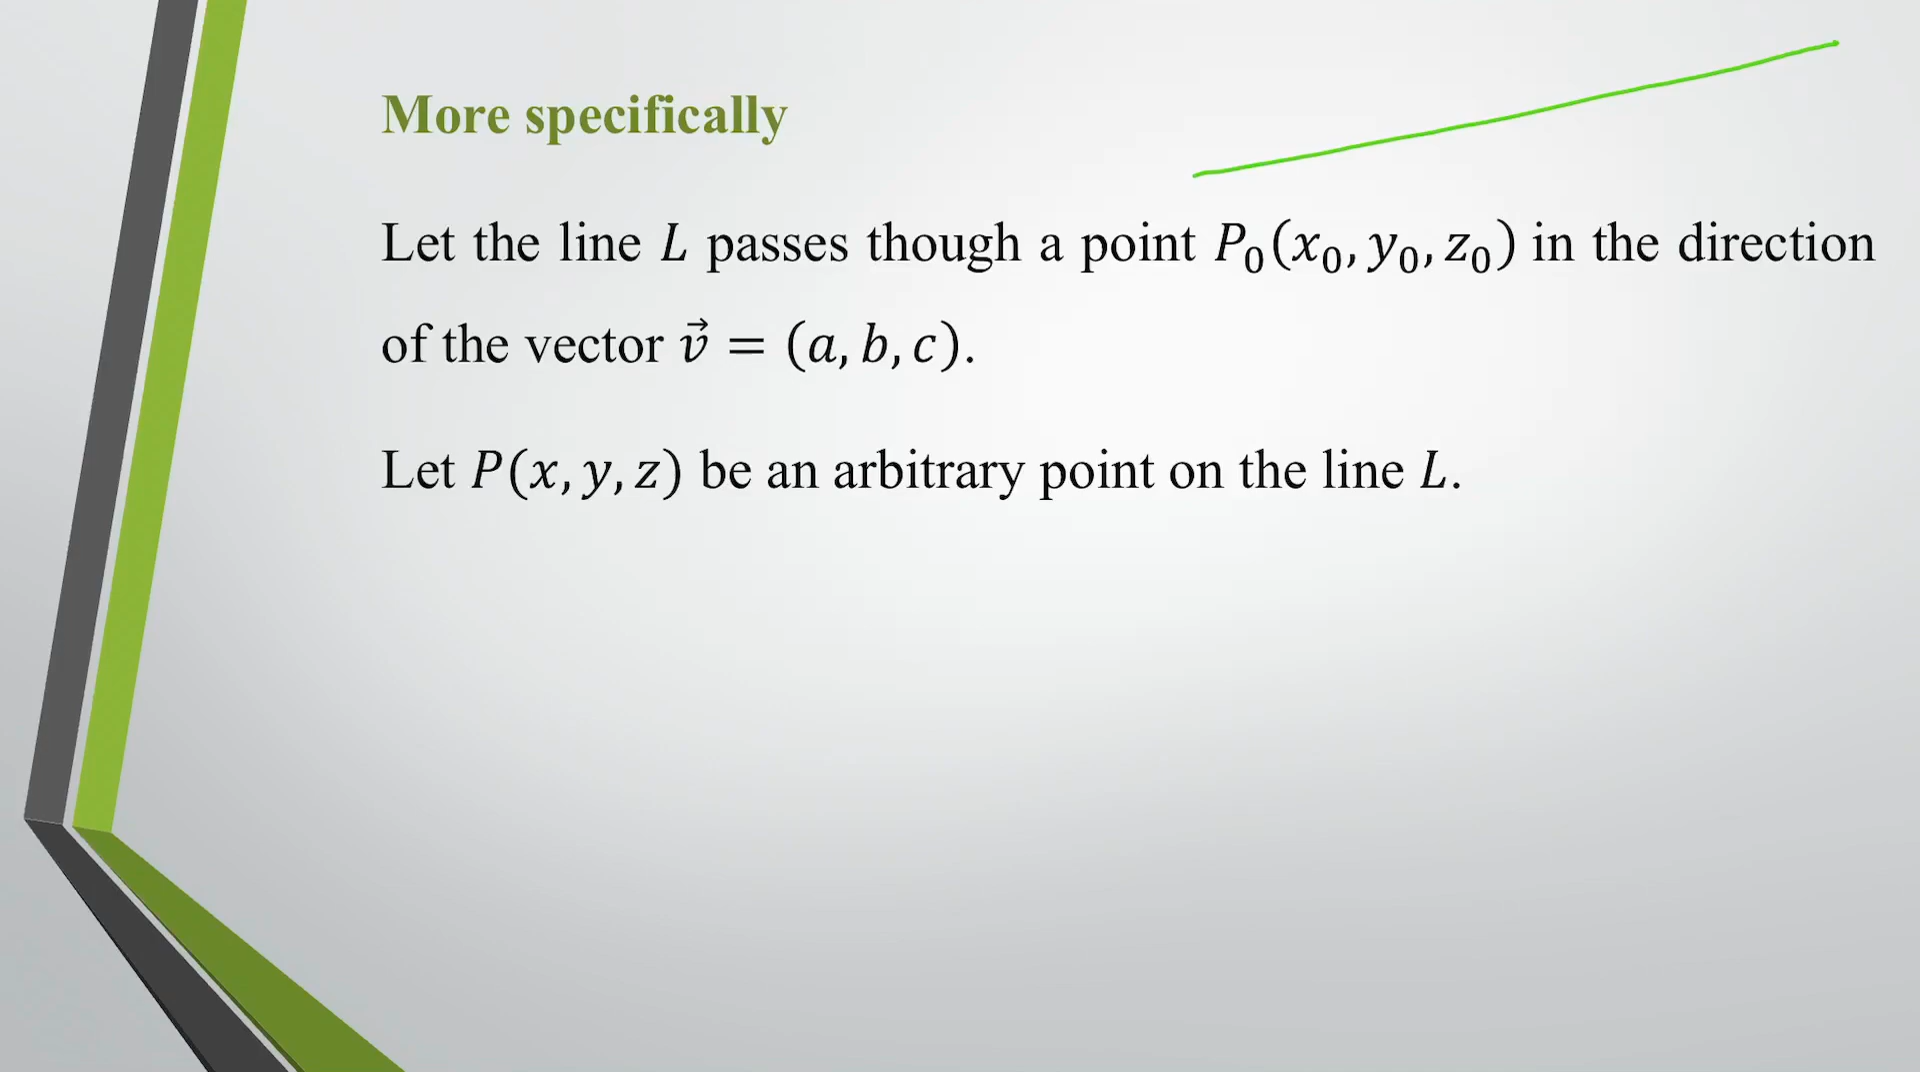 More specifically
Let the line L passes though a point P₀(x₀, y₀, z₀) in the direction
of the vector v⃗ = (a, b, c).
Let P(x, y, z) be an arbitrary point on the line L.